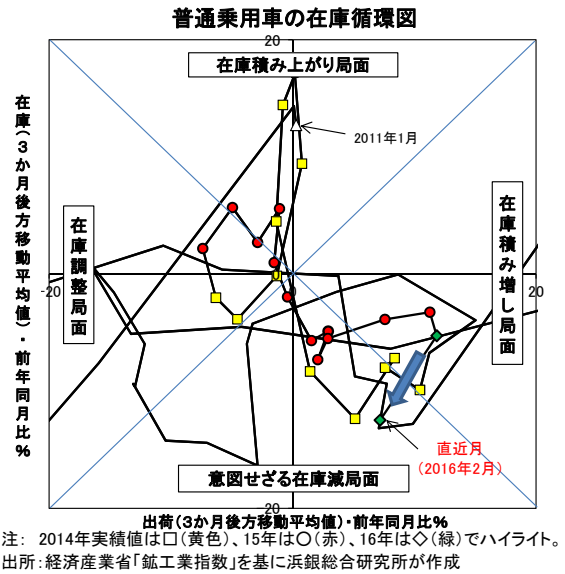 普通乗用車の在庫循環図
20
在庫積み上がり局面
2011年1月
在庫(3か月後方移動平均値)・前年同月比%
在庫調整局面
在庫積み増し局面
-20
20
直近月
(2016年2月)
意図せざる在庫減局面
20
出荷(3か月後方移動平均値)・前年同月比%
注: 2014年実績値は□(黄色)、15年は○(赤)、16年は◇(緑)でハイライト。
出所:経済産業省「鉱工業指数」を基に浜銀総合研究所が作成